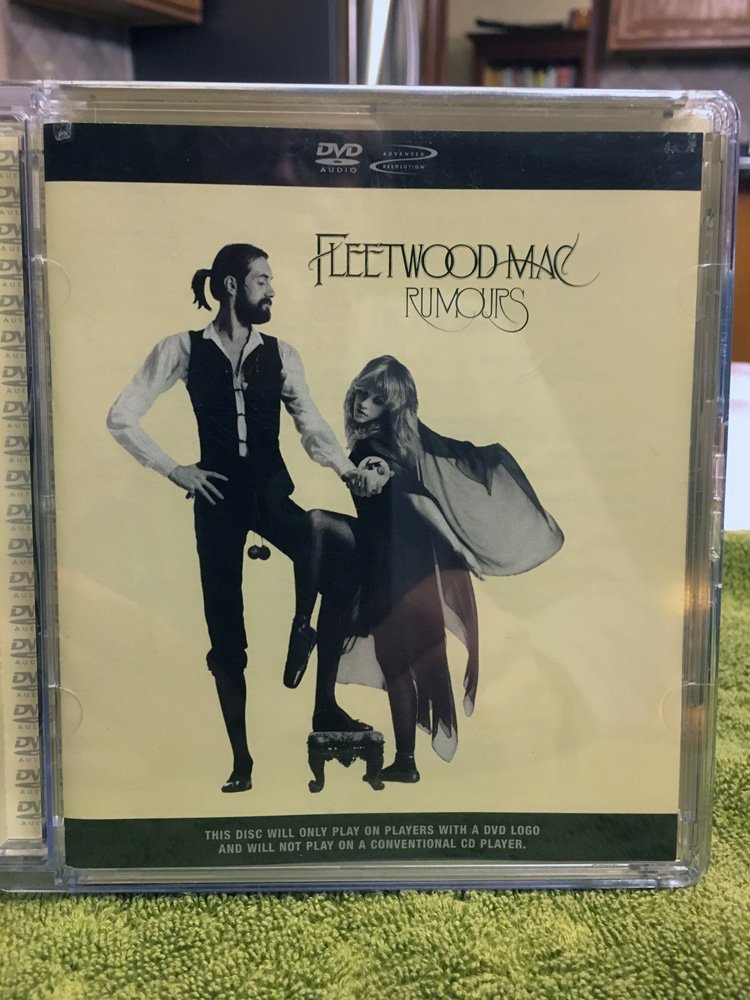 DVD
AUDIO
ADVANCED
RESOLUTION
FLEETWOOD MAC
RUMOURS
THIS DISC WILL ONLY PLAY ON PLAYERS WITH A DVD LOGO
AND WILL NOT PLAY ON A CONVENTIONAL CD PLAYER.